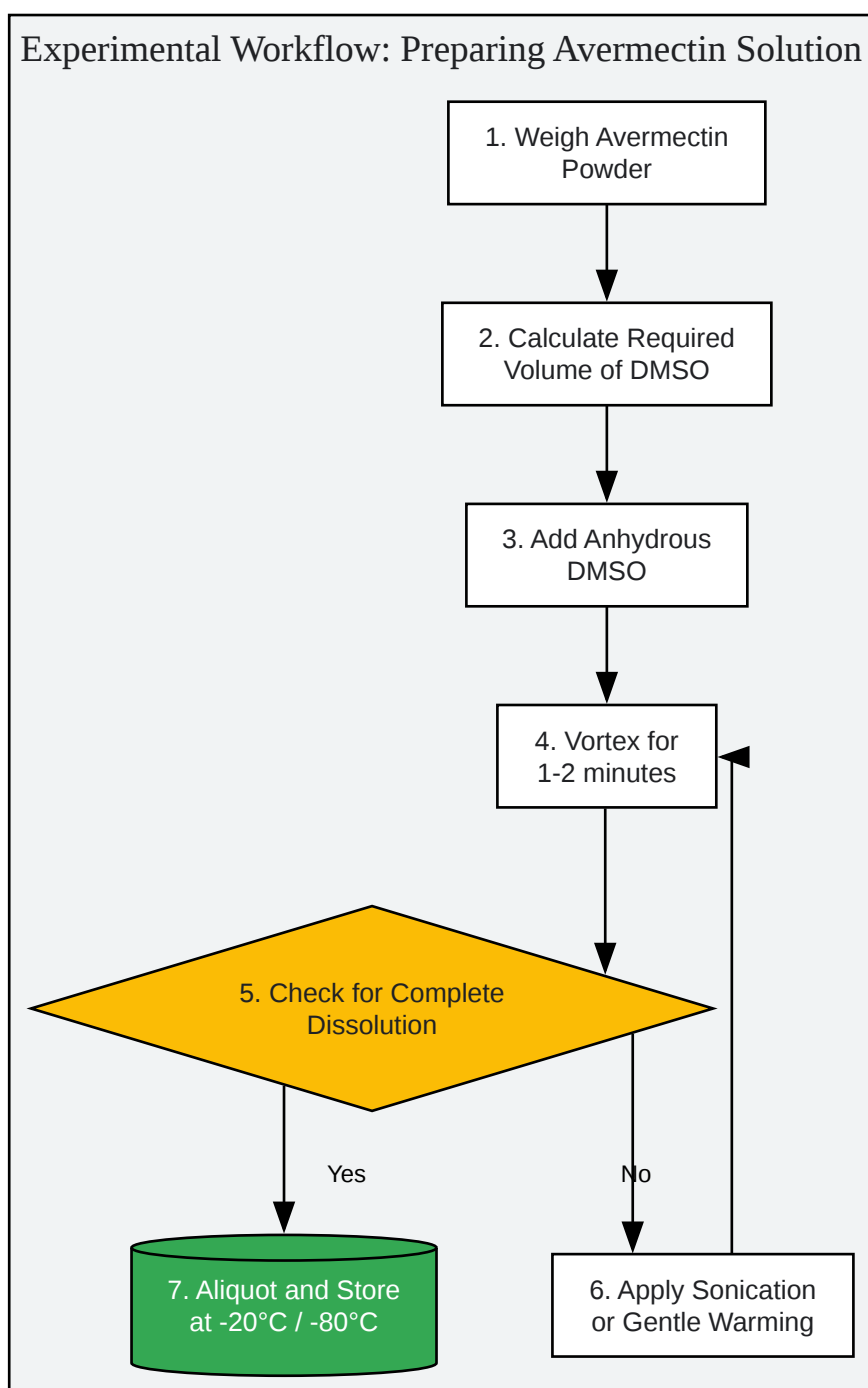 Experimental Workflow: Preparing Avermectin Solution
1. Weigh Avermectin
Powder
2. Calculate Required
Volume of DMSO
3. Add Anhydrous
DMSO
4. Vortex for
1-2 minutes
5. Check for Complete
Dissolution
Yes
No
7. Aliquot and Store
at -20°C / -80°C
6. Apply Sonication
or Gentle Warming